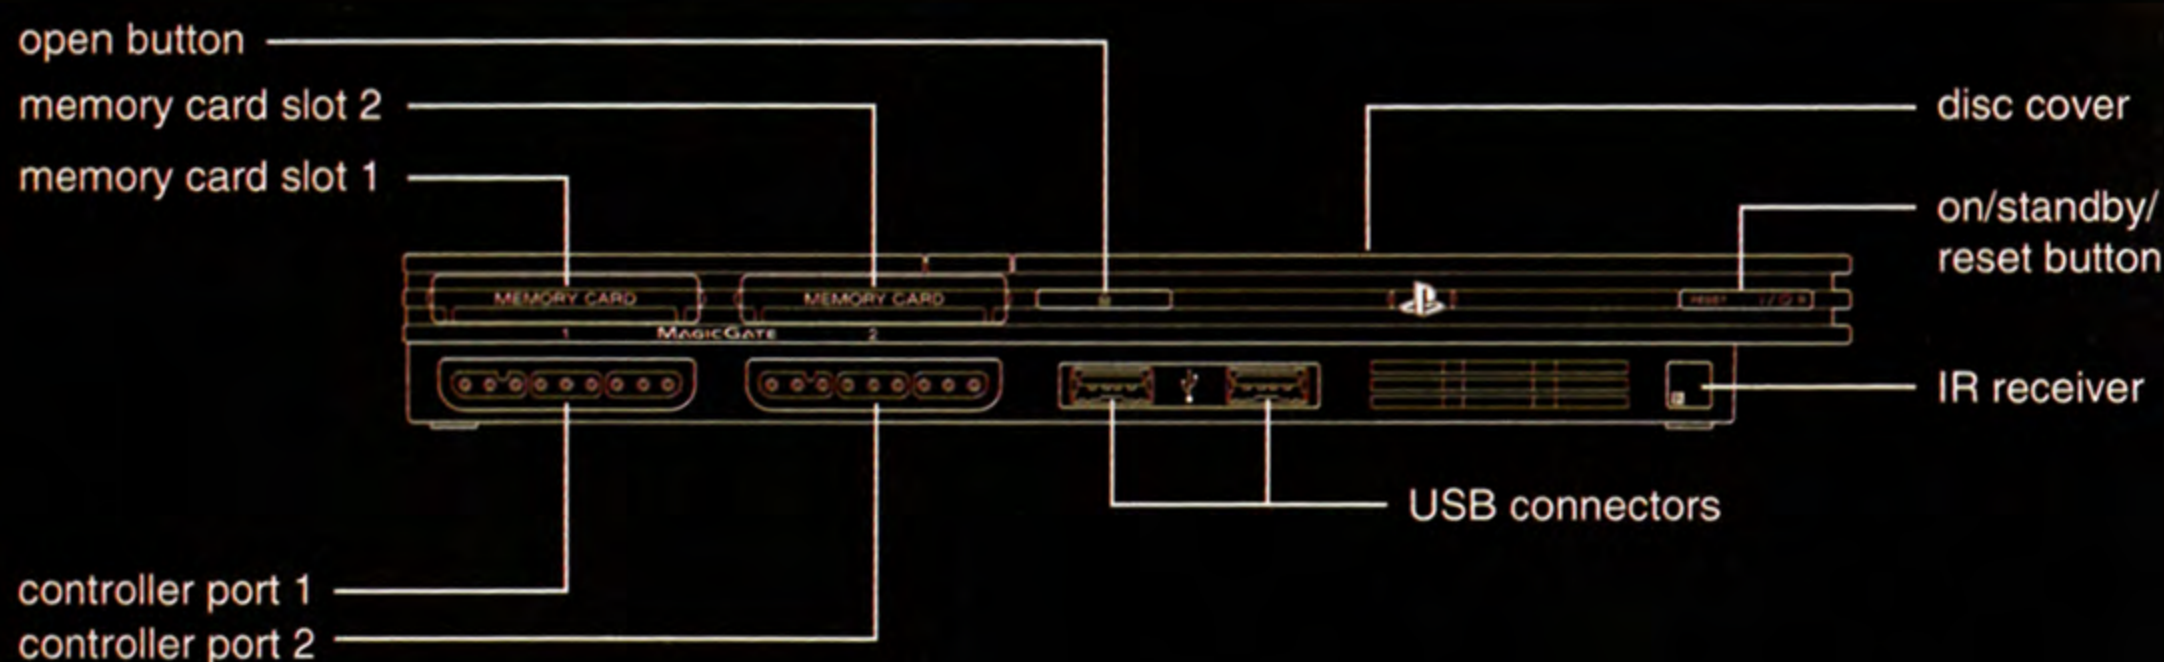 open button
memory card slot 2
memory card slot 1
disc cover
on/standby/
reset button
MEMORY CARD
MEMORY CARD
RESET
1
MAGICGATE
2
IR receiver
USB connectors
controller port 1
controller port 2